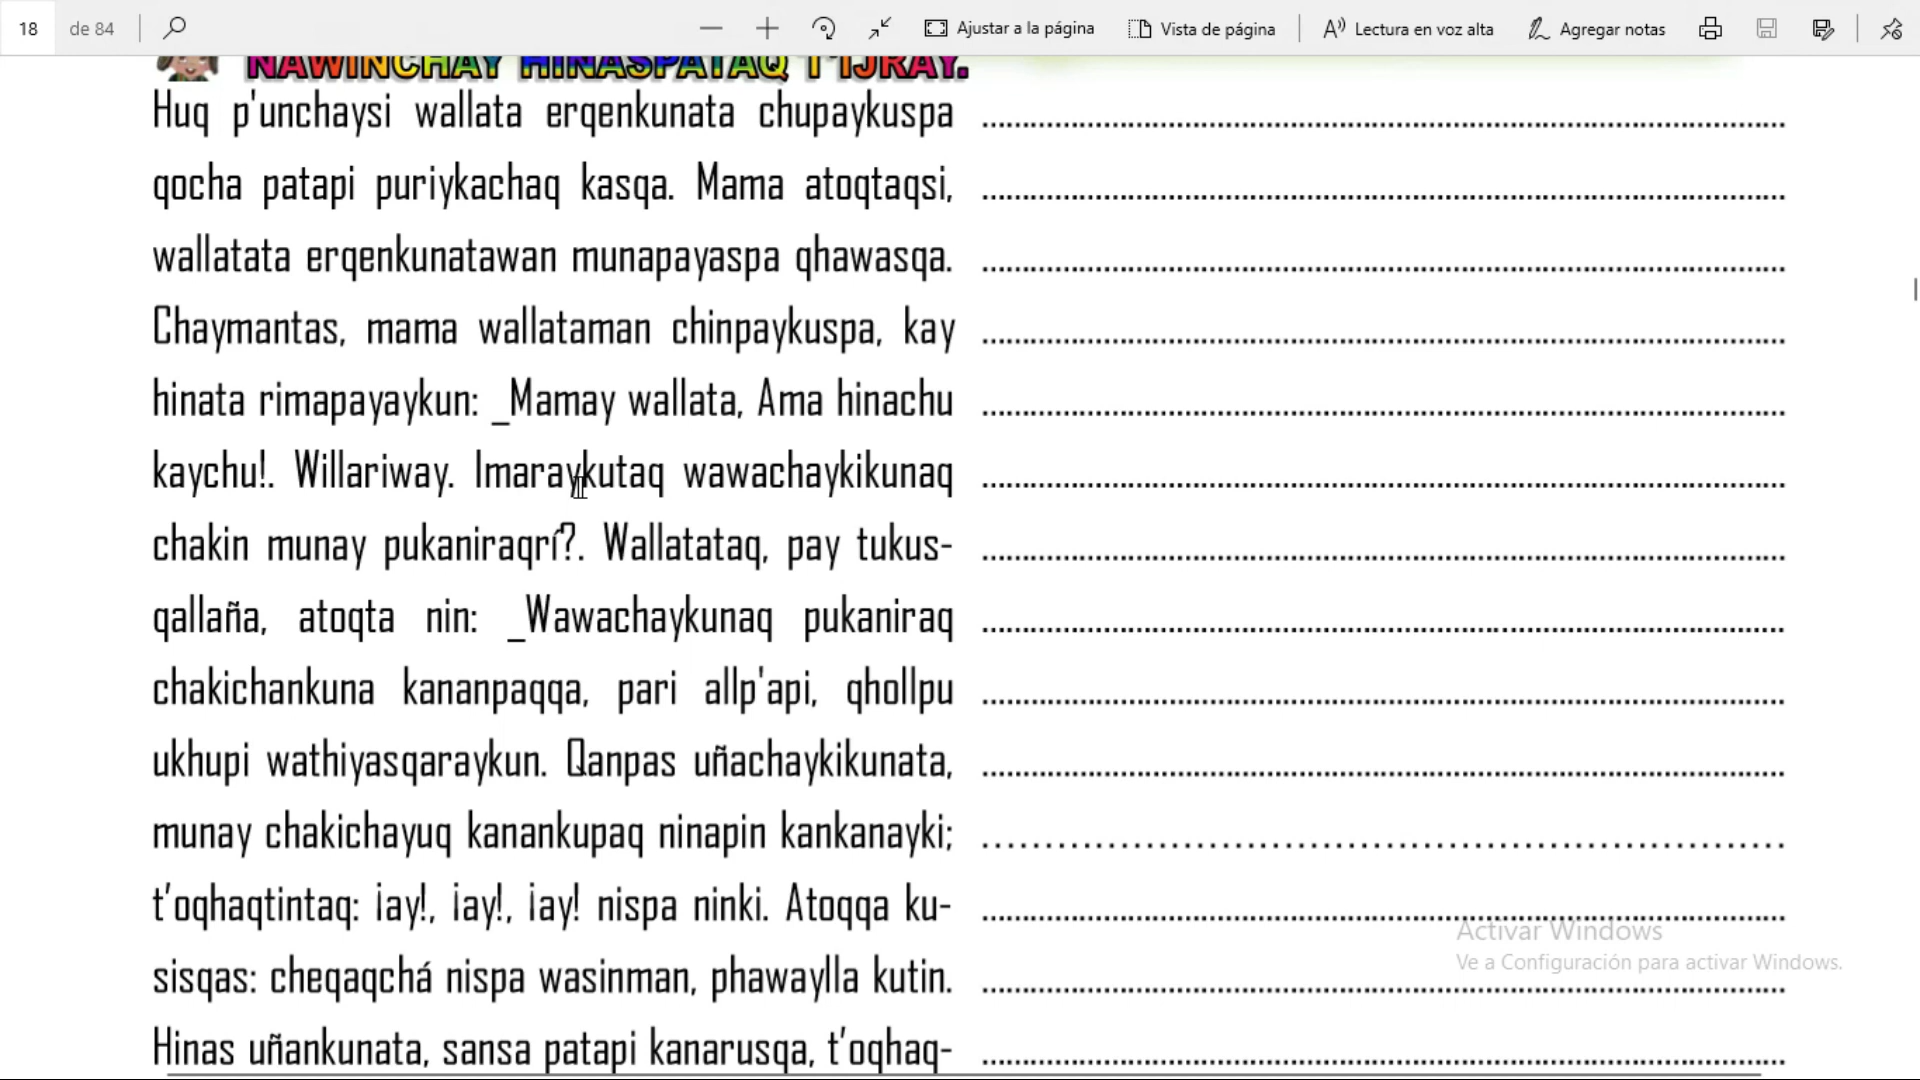 18 de 84 Ajustar a la página Vista de página Lectura en voz alta Agregar notas
ÑAWINCHAY HINASPATAQ T'IJRAY.
Huq p'unchaysi wallata erqenkunata chupaykuspa
qocha patapi puriykachaq kasqa. Mama atoqtaqsi,
wallatata erqenkunatawan munapayaspa qhawasqa.
Chaymantas, mama wallataman chinpaykuspa, kay
hinata rimapayaykun: _Mamay wallata, Ama hinachu
kaychu!. Willariway. Imaraykutaq wawachaykikunaq
chakin munay pukaniraqrí?. Wallatataq, pay tukus-
qallaña, atoqta nin: _Wawachaykunaq pukaniraq
chakichankuna kananpaqqa, pari allp'api, qhollpu
ukhupi wathiyasqaraykun. Qanpas uñachaykikunata,
munay chakichayuq kanankupaq ninapin kankanayki;
t’oqhaqtintaq: ¡ay!, ¡ay!, ¡ay! nispa ninki. Atoqqa ku-
sisqas: cheqaqchá nispa wasinman, phawaylla kutin.
Hinas uñankunata, sansa patapi kanarusqa, t’oqhaq-
Activar Windows
Ve a Configuración para activar Windows.